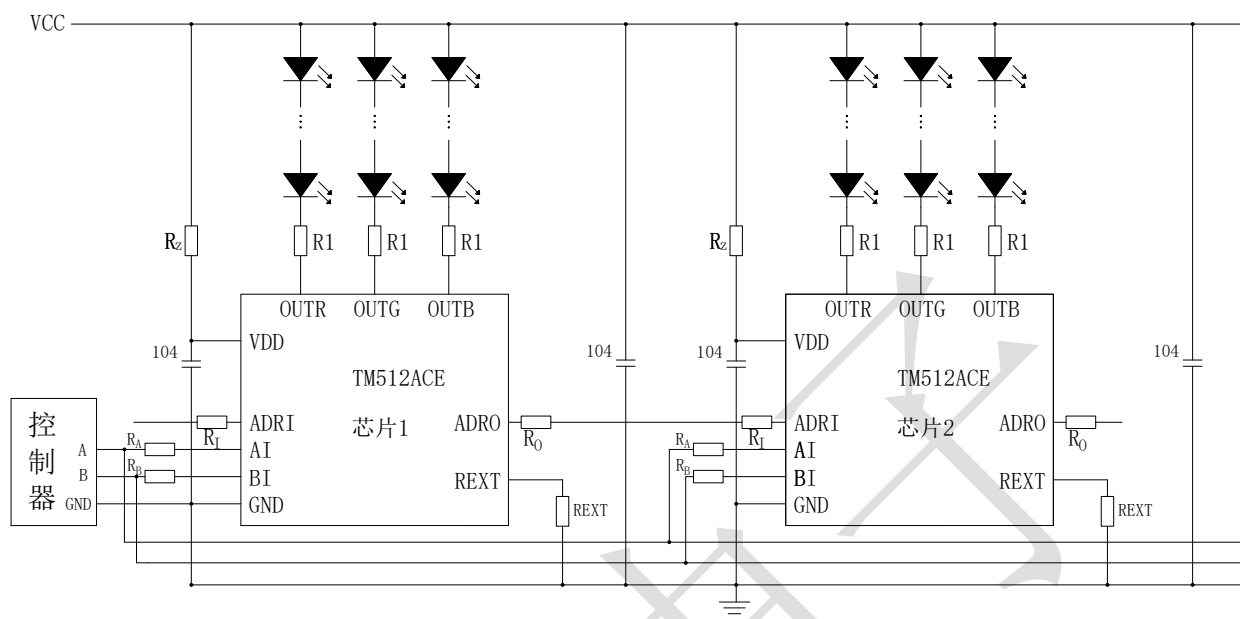 VCC
Rz
R1
R1
R1
Rz
R1
R1
R1
OUTR OUTG OUTB
OUTR OUTG OUTB
VDD
VDD
104
104
104
104
TM512ACE
TM512ACE
芯片1
芯片2
控制器
A
B
GND
RA
RB
RI
ADRI
AI
BI
GND
ADRO
REXT
RO
REXT
RA
RB
RI
ADRI
AI
BI
GND
ADRO
REXT
RO
REXT